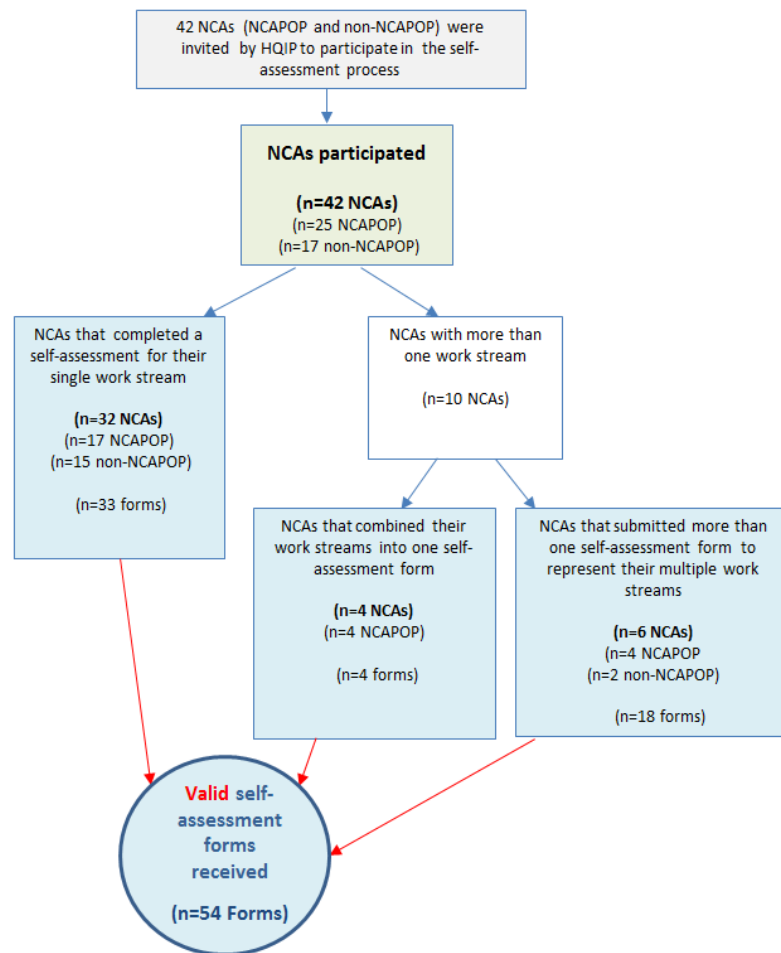 42 NCAs (NCAPOP and non-NCAPOP) were
invited by HQIP to participate in the self-
assessment process
NCAs participated
(n=42 NCAs)
(n=25 NCAPOP)
(n=17 non-NCAPOP)
NCAs that completed a
self-assessment for their
single work stream
(n=32 NCAs)
(n=17 NCAPOP)
(n=15 non-NCAPOP)
(n=33 forms)
NCAs with more than
one work stream
(n=10 NCAs)
NCAs that combined their
work streams into one self-
assessment form
(n=4 NCAs)
(n=4 NCAPOP)
(n=4 forms)
NCAs that submitted more than
one self-assessment form to
represent their multiple work
streams
(n=6 NCAs)
(n=4 NCAPOP
(n=2 non-NCAPOP)
(n=18 forms)
Valid self-
assessment
forms
received
(n=54 Forms)